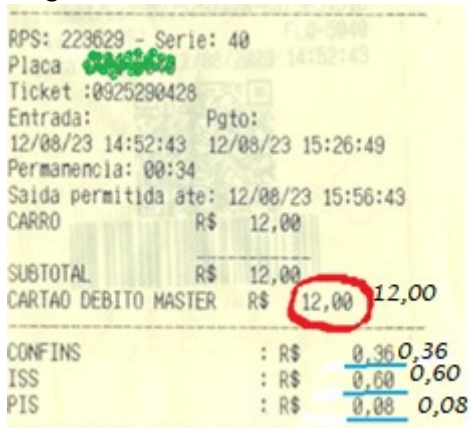 RPS: 223629 - Serie: 40
Placa
Ticket :0925290428
Entrada: Pgto:
12/08/23 14:52:43 12/08/23 15:26:49
Permanencia: 00:34
Saida permitida ate: 12/08/23 15:56:43
CARRO R$ 12,00
SUBTOTAL R$ 12,00
CARTAO DEBITO MASTER R$ 12,00 12,00
CONFINS : R$ 0,36 0,36
ISS : R$ 0,60 0,60
PIS : R$ 0,08 0,08